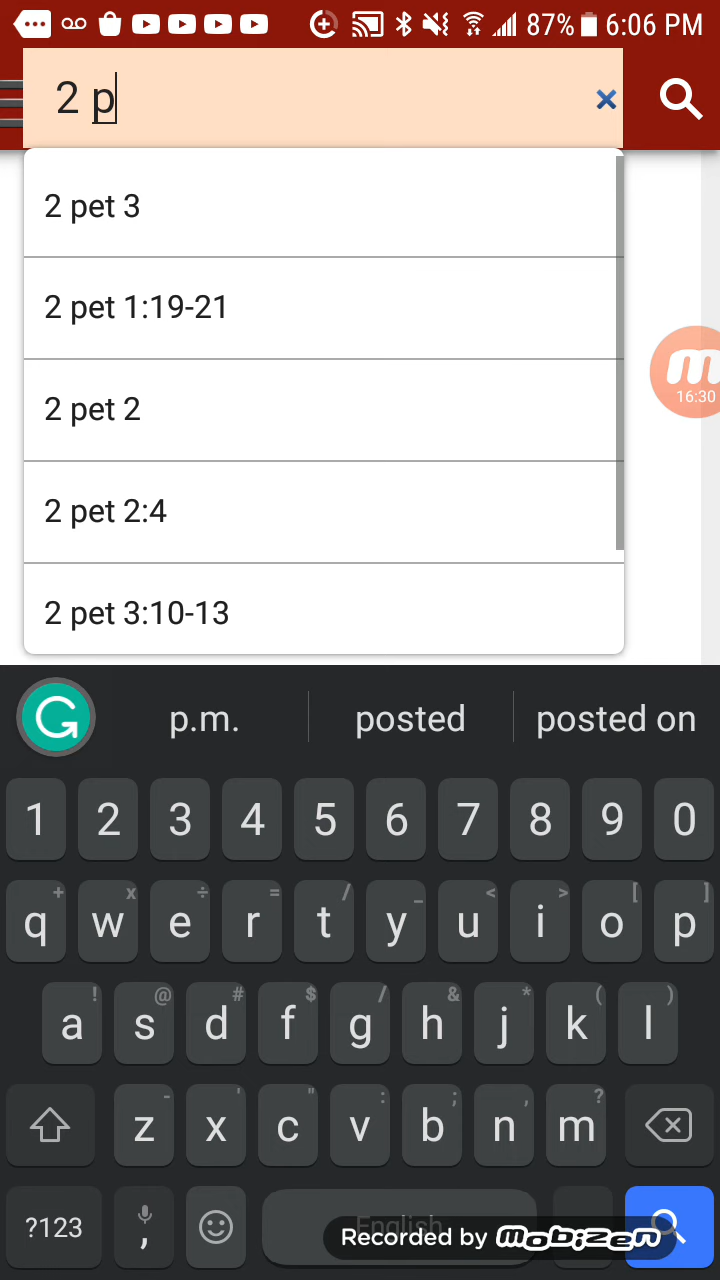 87% 6:06 PM
2 p
2 pet 3
2 pet 1:19-21
16:30
2 pet 2
2 pet 2:4
2 pet 3:10-13
p.m. posted posted on
1 2 3 4 5 6 7 8 9 0
+ x ÷ = / _ < > [ ]
q w e r t y u i o p
! @ # $ / & * ( )
a s d f g h j k l
- ' " : ; , ?
z x c v b n m
?123 , English
Recorded by mobizen